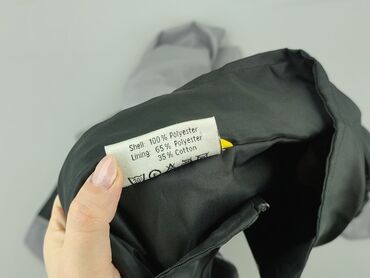 Shell: 100% Polyester
Lining: 65% Polyester
35% Cotton